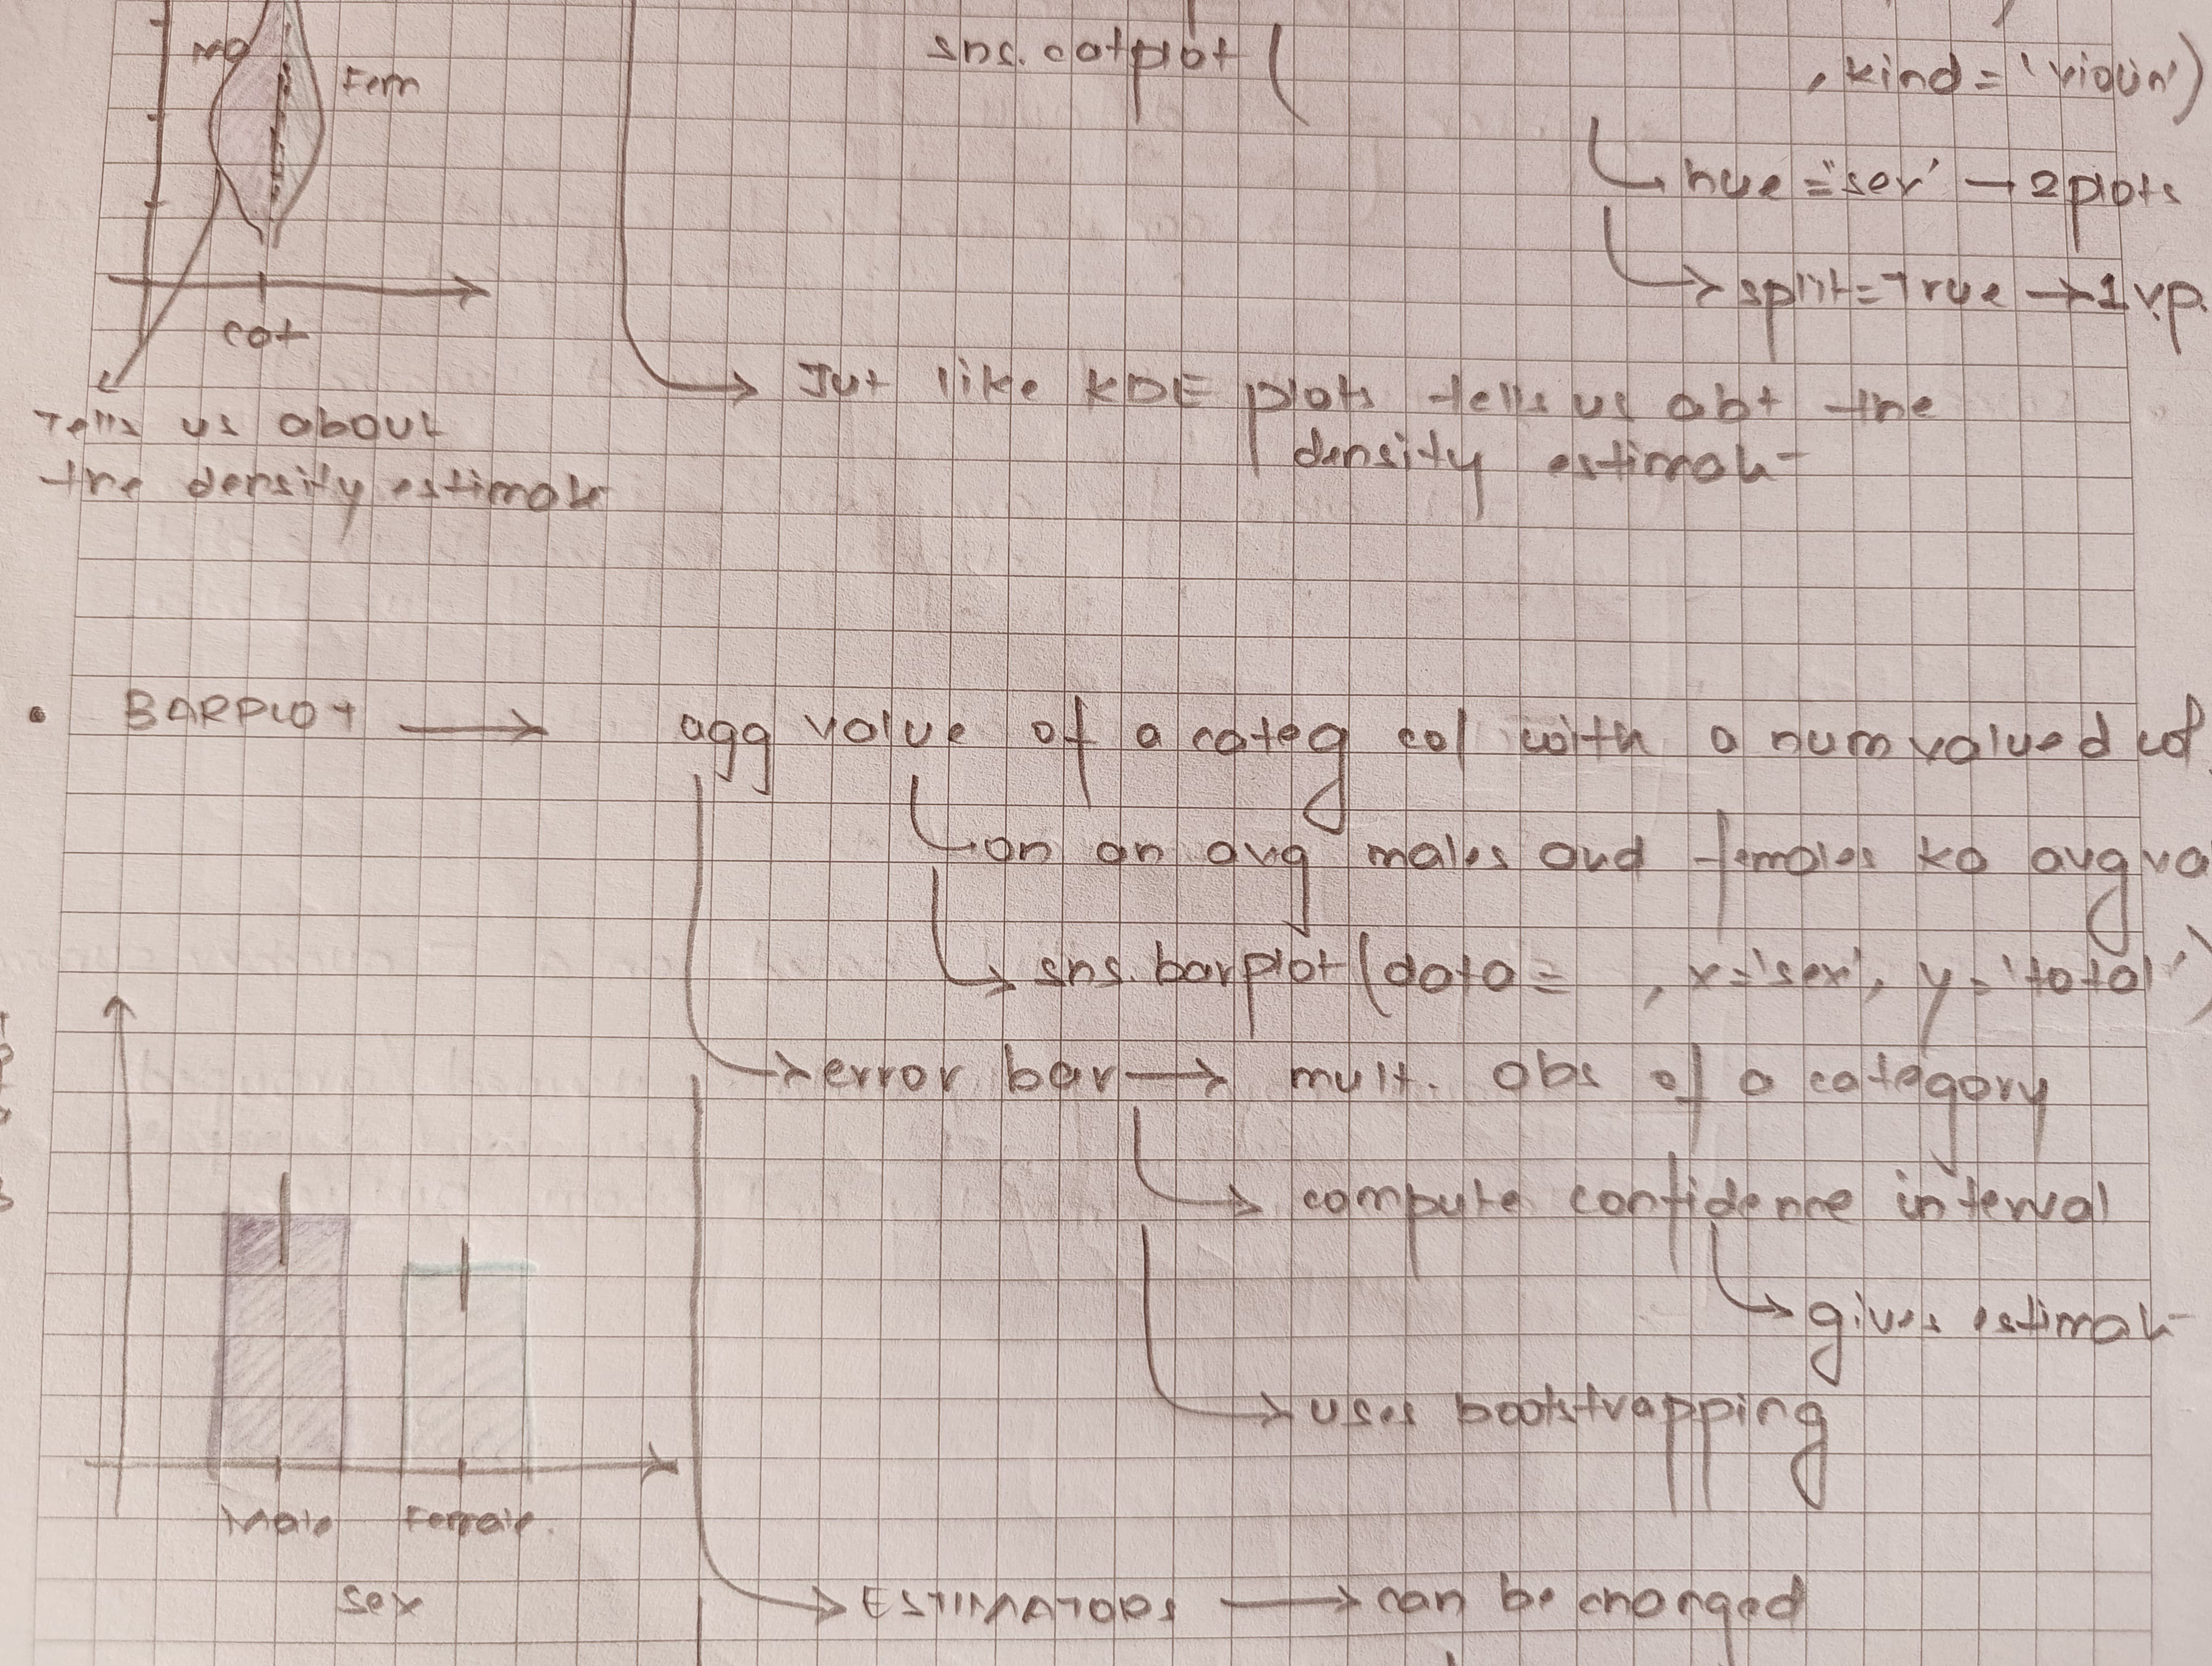 Ma Fem
sns.catplot( , kind = 'violin')
hue = 'sex' → 2 plots
split = True → 1 v.p.
cat
Just like KDE plots tells us abt the
density estimate
Tells us about
the density estimate
• BARPLOT → agg value of a categ col with a num valued col.
on an avg males and females ka avg va
sns.barplot(data = , x = 'sex', y = 'total')
error bar → mult. obs of a category
compute confidence interval
gives estimate
uses bootstrapping
Male Female
sex
ESTIMATORS → can be changed